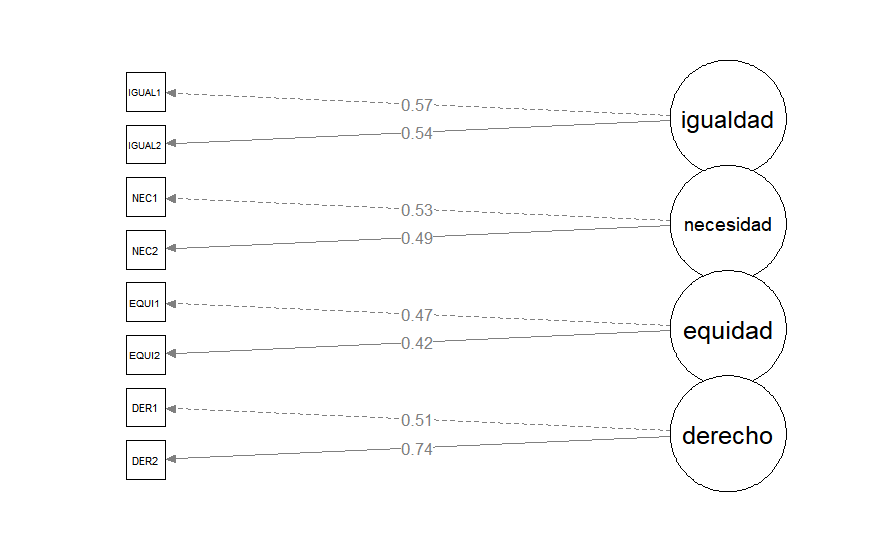 IGUAL1
0.57
igualdad
IGUAL2
0.54
NEC1
0.53
necesidad
NEC2
0.49
EQUI1
0.47
equidad
EQUI2
0.42
DER1
0.51
derecho
DER2
0.74